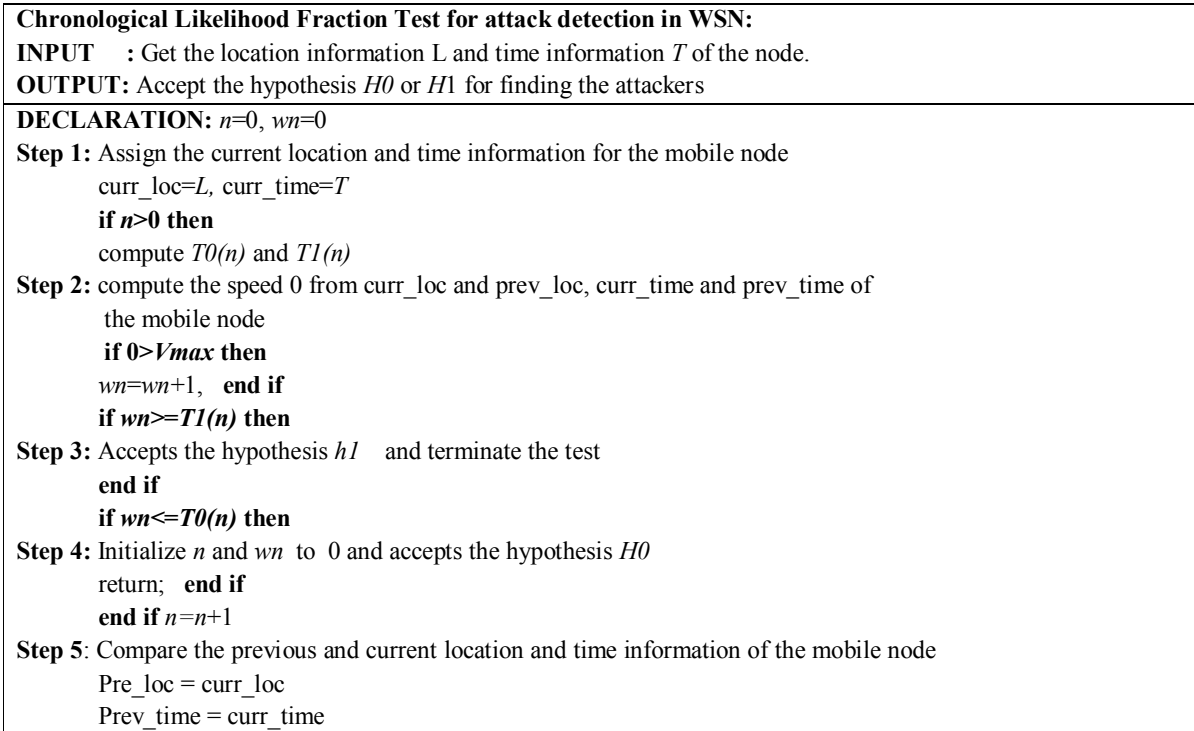 Chronological Likelihood Fraction Test for attack detection in WSN:
INPUT : Get the location information L and time information T of the node.
OUTPUT: Accept the hypothesis H0 or H1 for finding the attackers
DECLARATION: n=0, wn=0
Step 1: Assign the current location and time information for the mobile node
curr_loc=L, curr_time=T
if n>0 then
compute T0(n) and T1(n)
Step 2: compute the speed 0 from curr_loc and prev_loc, curr_time and prev_time of
the mobile node
if 0>Vmax then
wn=wn+1, end if
if wn>=T1(n) then
Step 3: Accepts the hypothesis h1 and terminate the test
end if
if wn<=T0(n) then
Step 4: Initialize n and wn to 0 and accepts the hypothesis H0
return; end if
end if n=n+1
Step 5: Compare the previous and current location and time information of the mobile node
Pre_loc = curr_loc
Prev_time = curr_time